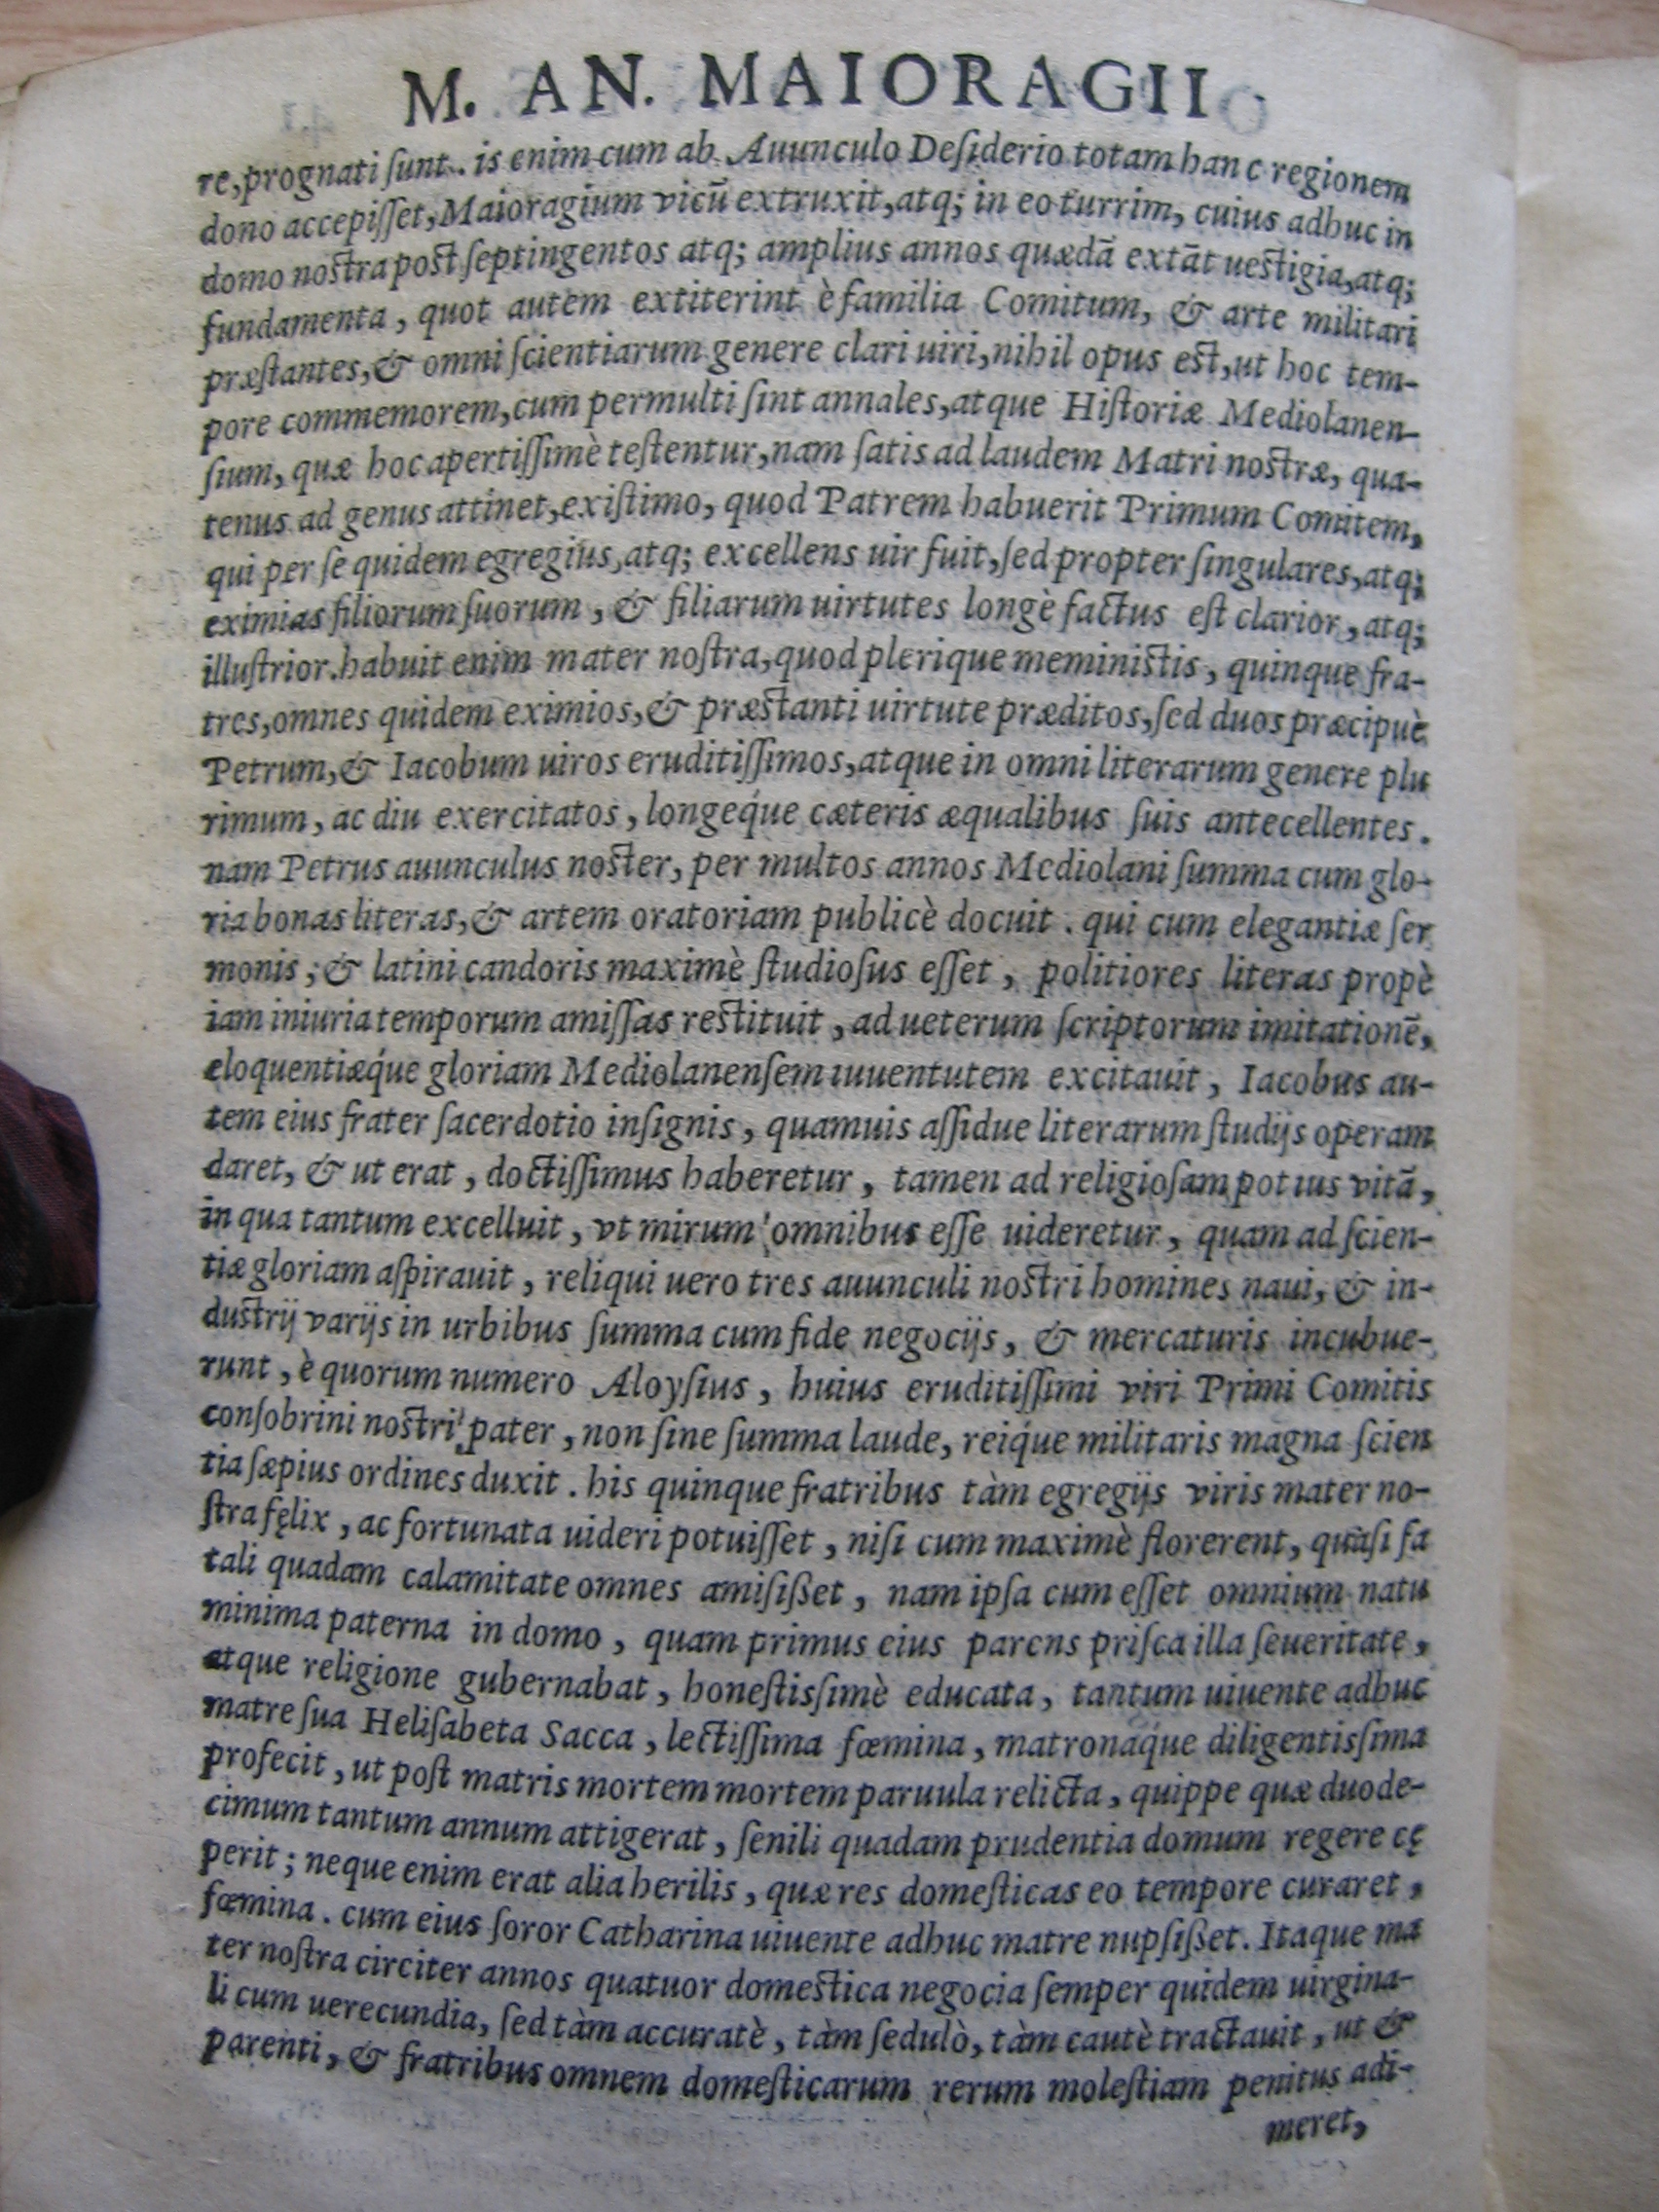 M. AN. MAIORAGII
re, prognati ſunt. is enim cum ab Auunculo Deſiderio totam hanc regionem
dono accepiſſet, Maioragium vicū extruxit, atq; in eo turrim, cuius adhuc in
domo noſtra poſt ſeptingentos atq; amplius annos quædā extāt ueſtigia, atq;
fundamenta, quot autem extiterint è familia Comitum, & arte militari
præſtantes, & omni ſcientiarum genere clari uiri, nihil opus eſt, ut hoc tem-
pore commemorem, cum permulti ſint annales, atque Hiſtoriæ Mediolanen-
ſium, quæ hoc apertiſſimè teſtentur, nam ſatis ad laudem Matri noſtræ, qua-
tenus ad genus attinet, exiſtimo, quod Patrem habuerit Primum Comitem,
qui per ſe quidem egregius, atq; excellens uir fuit, ſed propter ſingulares, atq;
eximias filiorum ſuorum, & filiarum uirtutes longè factus eſt clarior, atq;
illuſtrior. habuit enim mater noſtra, quod plerique meminiſtis, quinque fra-
tres, omnes quidem eximios, & præſtanti uirtute præditos, ſed duos præcipuè
Petrum, & Iacobum uiros eruditiſſimos, atque in omni literarum genere plu
rimum, ac diu exercitatos, longeq́ue cæteris æqualibus ſuis antecellentes.
nam Petrus auunculus noſter, per multos annos Mediolani ſumma cum glo-
ria bonas literas, & artem oratoriam publicè docuit. qui cum elegantiæ ſer
monis, & latini candoris maximè ſtudioſus eſſet, politiores literas propè
iam iniuria temporum amiſſas reſtituit, ad ueterum ſcriptorum imitationē,
eloquentiæq́ue gloriam Mediolanenſem iuuentutem excitauit, Iacobus au-
tem eius frater ſacerdotio inſignis, quamuis aſſidue literarum ſtudijs operam
daret, & ut erat, doctiſſimus haberetur, tamen ad religioſam potius vitā,
in qua tantum excelluit, vt mirum omnibus eſſe uideretur, quam ad ſcien-
tiæ gloriam aſpirauit, reliqui uero tres auunculi noſtri homines naui, & in-
duſtrij varijs in urbibus ſumma cum fide negocijs, & mercaturis incubue-
runt, è quorum numero Aloyſius, huius eruditiſſimi viri Primi Comitis
conſobrini noſtri pater, non ſine ſumma laude, reiq́ue militaris magna ſcien
tia ſæpius ordines duxit. his quinque fratribus tàm egregijs viris mater no-
ſtra fęlix, ac fortunata uideri potuiſſet, niſi cum maximè florerent, quaſi fa
tali quadam calamitate omnes amiſiſſet, nam ipſa cum eſſet omnium natu
minima paterna in domo, quam primus eius parens priſca illa ſeueritate,
atque religione gubernabat, honeſtiſſimè educata, tantum uiuente adhuc
matre ſua Heliſabeta Sacca, lectiſſima fœmina, matronaq́ue diligentiſſima
profecit, ut poſt matris mortem mortem paruula relicta, quippe quæ duode-
cimum tantum annum attigerat, ſenili quadam prudentia domum regere cę
perit; neque enim erat alia herilis, quæ res domeſticas eo tempore curaret,
fœmina. cum eius ſoror Catharina uiuente adhuc matre nupſiſſet. Itaque ma
ter noſtra circiter annos quatuor domeſtica negocia ſemper quidem uirgina-
li cum uerecundia, ſed tàm accuratè, tàm ſedulò, tàm cautè tractauit, ut &
parenti, & fratribus omnem domeſticarum rerum moleſtiam penitus adi-
meret,